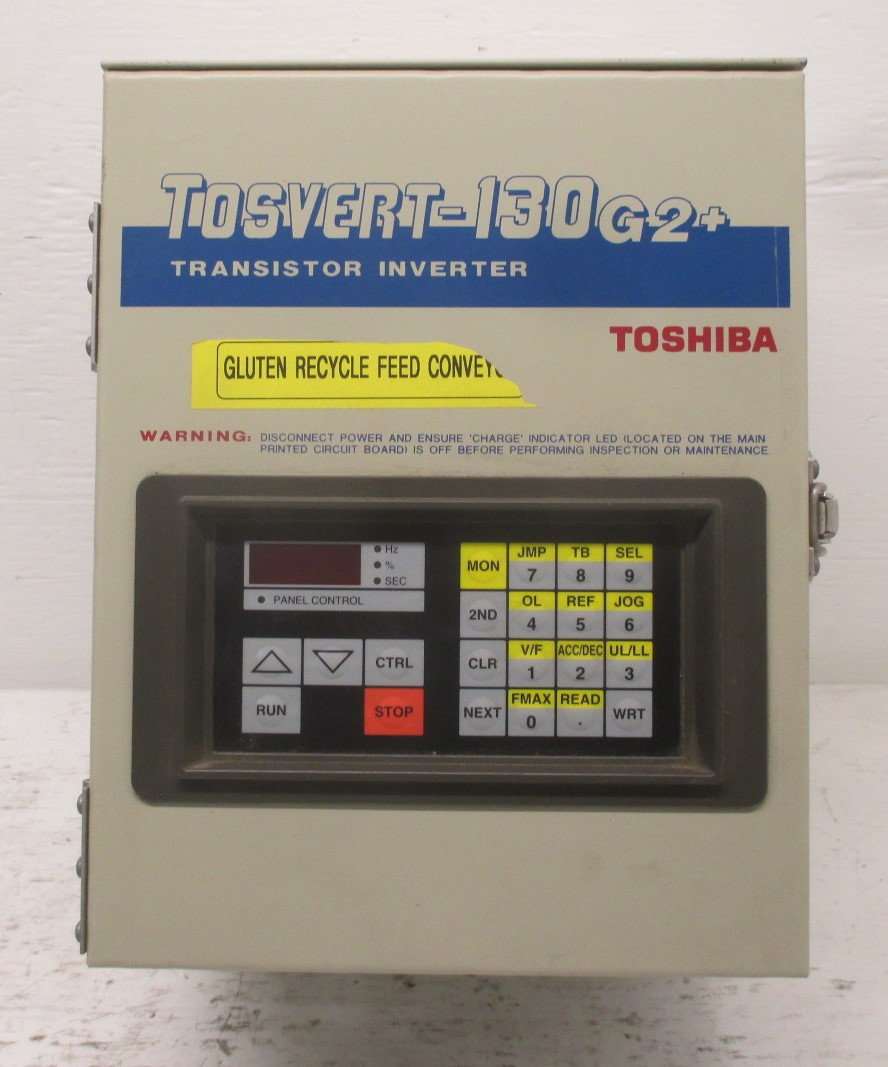 TOSVERT-130G2+
TRANSISTOR INVERTER
TOSHIBA
GLUTEN RECYCLE FEED
WARNING: DISCONNECT POWER AND ENSURE 'CHARGE' INDICATOR LED (LOCATED ON THE MAIN
PRINTED CIRCUIT BOARD) IS OFF BEFORE PERFORMING INSPECTION OR MAINTENANCE
Hz
%
SEC
PANEL CONTROL
CTRL
RUN
STOP
MON
JMP
7
TB
8
SEL
9
2ND
OL
4
REF
5
JOG
6
CLR
V/F
1
ACC/DEC
2
UL/LL
3
NEXT
FMAX
0
READ
.
WRT